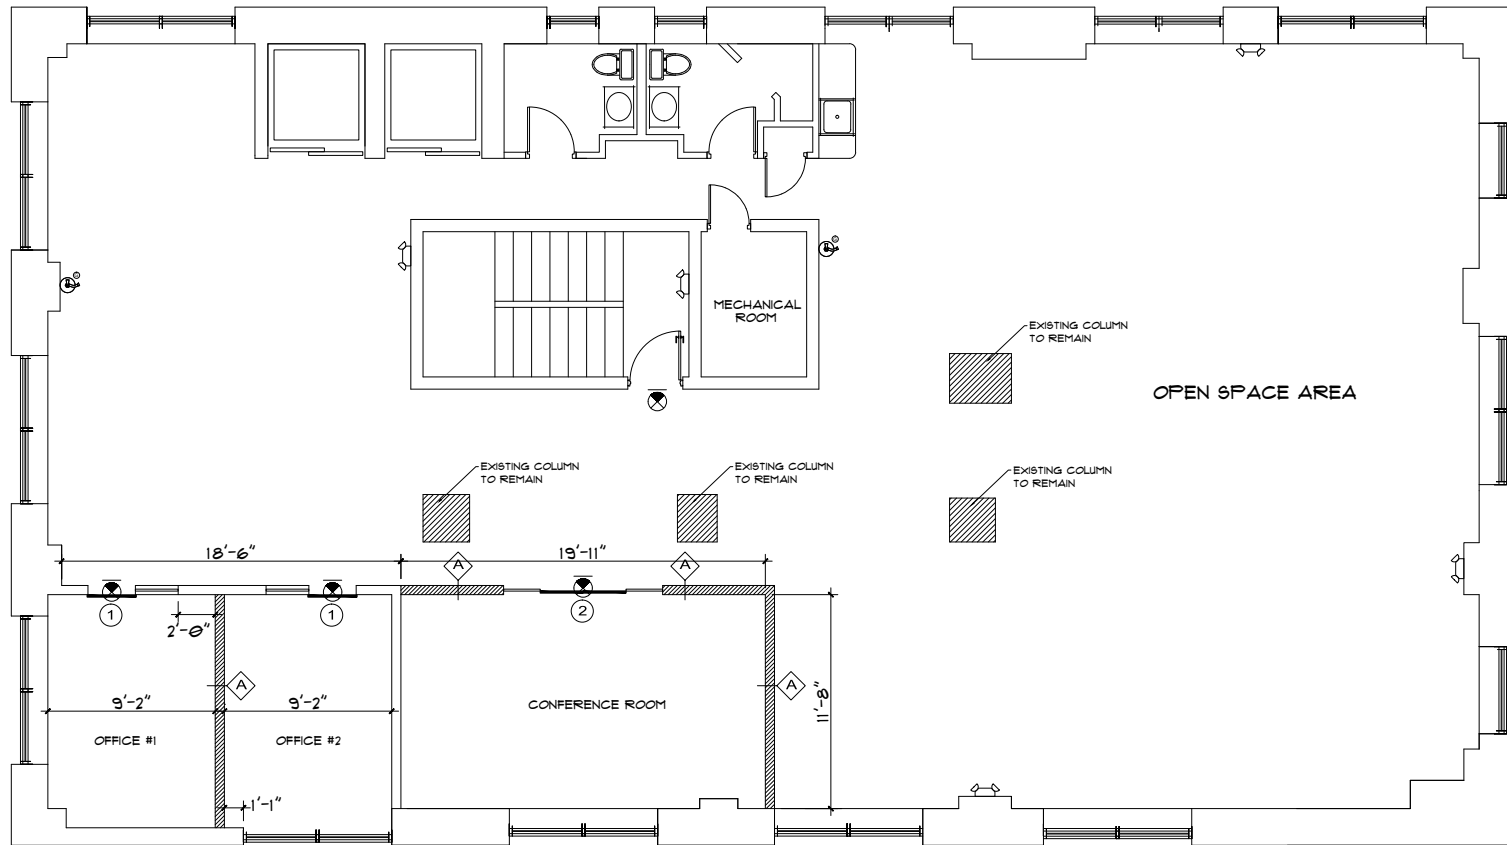 MECHANICAL
ROOM
EXISTING COLUMN
TO REMAIN
OPEN SPACE AREA
EXISTING COLUMN
TO REMAIN
EXISTING COLUMN
TO REMAIN
EXISTING COLUMN
TO REMAIN
18'-6"
19'-11"
A
A
1
1
2
2'-0"
A
A
9'-2"
9'-2"
CONFERENCE ROOM
11'-8"
OFFICE #1
OFFICE #2
1'-1"